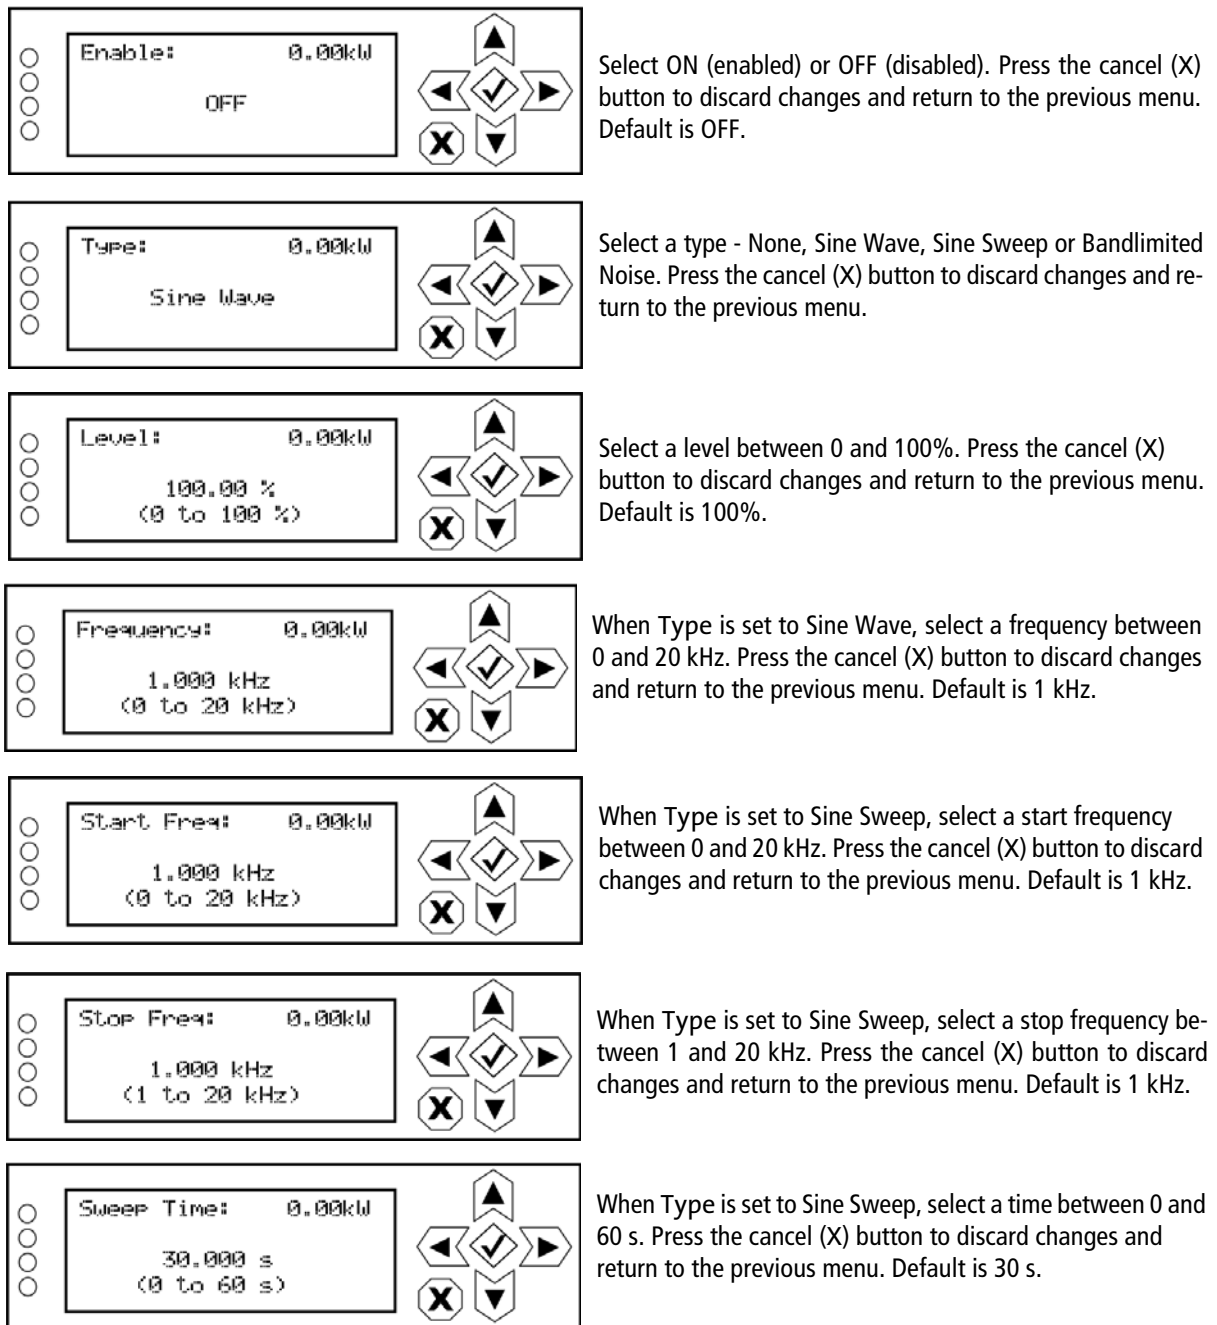 Enable: 0.00kW
OFF
Select ON (enabled) or OFF (disabled). Press the cancel (X)
button to discard changes and return to the previous menu.
Default is OFF.
Type: 0.00kW
Sine Wave
Select a type - None, Sine Wave, Sine Sweep or Bandlimited
Noise. Press the cancel (X) button to discard changes and re-
turn to the previous menu.
Level: 0.00kW
100.00 %
(0 to 100 %)
Select a level between 0 and 100%. Press the cancel (X)
button to discard changes and return to the previous menu.
Default is 100%.
Frequency: 0.00kW
1.000 kHz
(0 to 20 kHz)
When Type is set to Sine Wave, select a frequency between
0 and 20 kHz. Press the cancel (X) button to discard changes
and return to the previous menu. Default is 1 kHz.
Start Freq: 0.00kW
1.000 kHz
(0 to 20 kHz)
When Type is set to Sine Sweep, select a start frequency
between 0 and 20 kHz. Press the cancel (X) button to discard
changes and return to the previous menu. Default is 1 kHz.
Stop Freq: 0.00kW
1.000 kHz
(1 to 20 kHz)
When Type is set to Sine Sweep, select a stop frequency be-
tween 1 and 20 kHz. Press the cancel (X) button to discard
changes and return to the previous menu. Default is 1 kHz.
Sweep Time: 0.00kW
30.000 s
(0 to 60 s)
When Type is set to Sine Sweep, select a time between 0 and
60 s. Press the cancel (X) button to discard changes and
return to the previous menu. Default is 30 s.